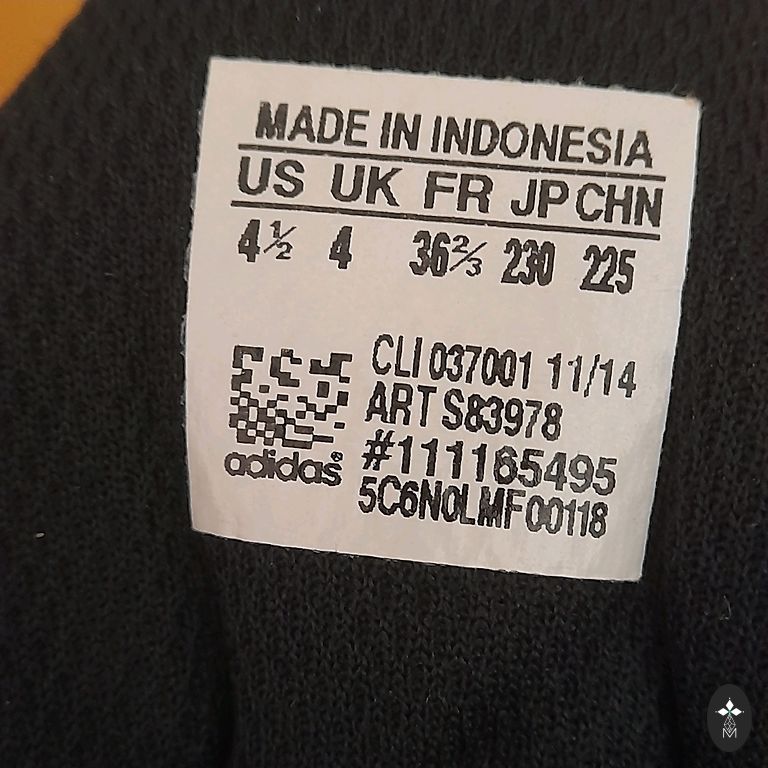 MADE IN INDONESIA
US UK FR JP CHN
4½ 4 36⅔ 230 225
CLI 037001 11/14
ART S83978
#111165495
adidas®
5C6N0LMF00118
M